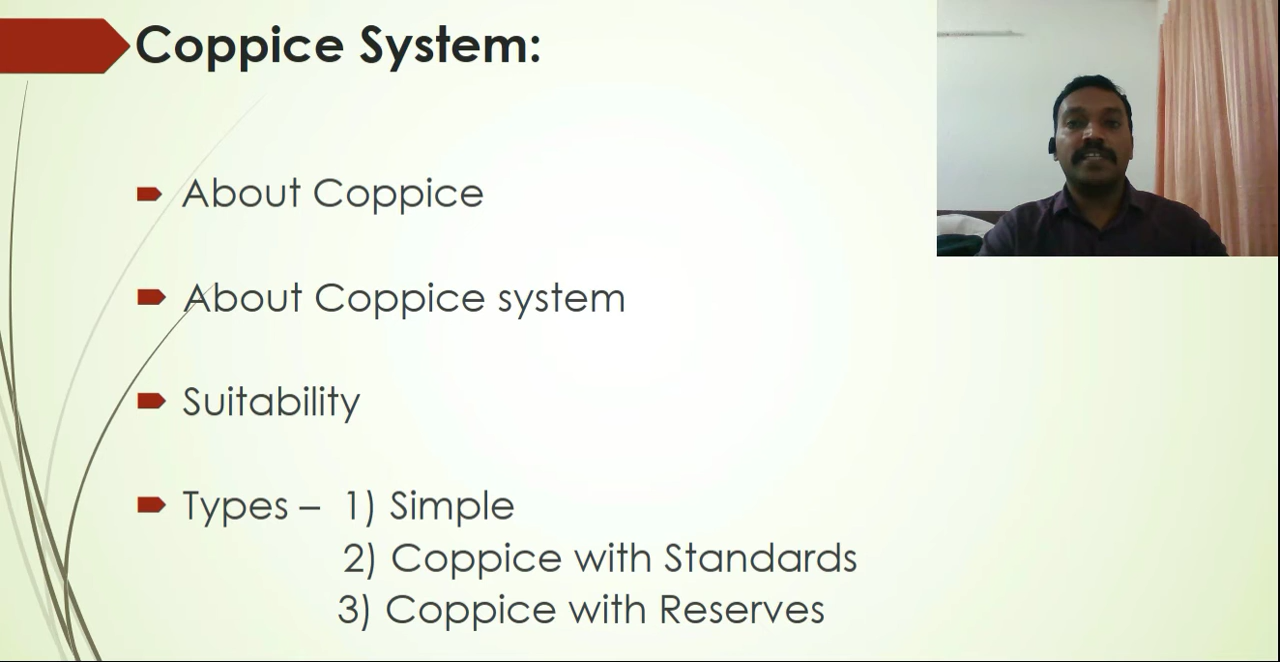 Coppice System:
About Coppice
About Coppice system
Suitability
Types – 1) Simple
2) Coppice with Standards
3) Coppice with Reserves